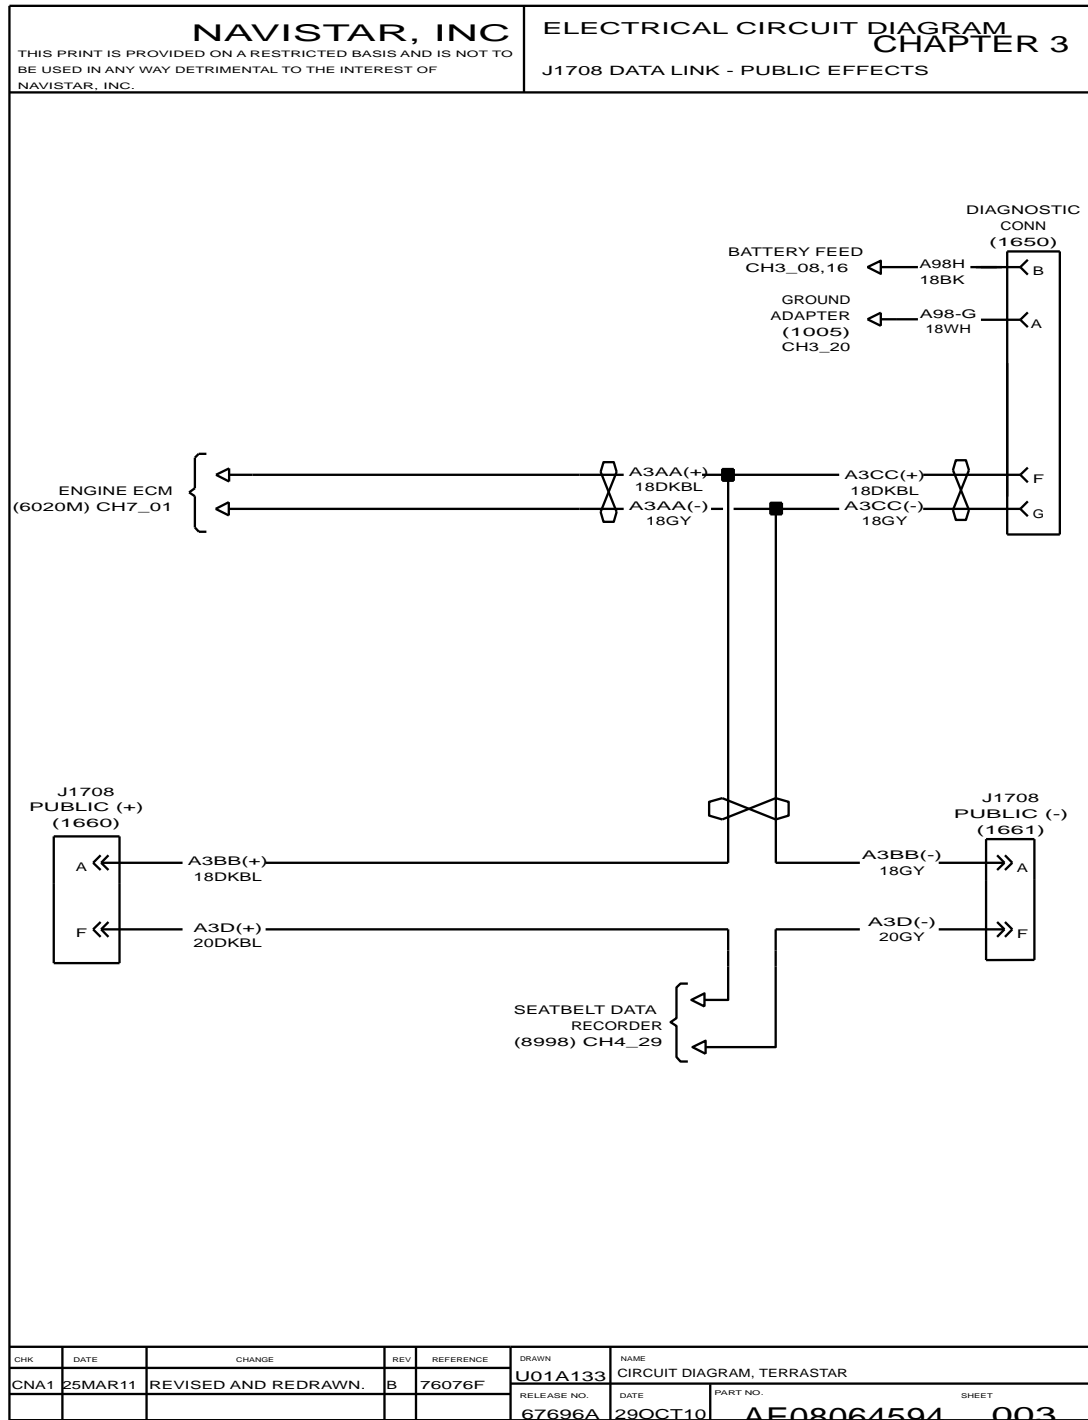 NAVISTAR, INC
THIS PRINT IS PROVIDED ON A RESTRICTED BASIS AND IS NOT TO
BE USED IN ANY WAY DETRIMENTAL TO THE INTEREST OF
NAVISTAR, INC.
ELECTRICAL CIRCUIT DIAGRAM
CHAPTER 3
J1708 DATA LINK - PUBLIC EFFECTS
DIAGNOSTIC
CONN
(1650)
BATTERY FEED
CH3_08,16
A98H
18BK
B
GROUND
ADAPTER
(1005)
CH3_20
A98-G
18WH
A
ENGINE ECM
(6020M) CH7_01
A3AA(+)
18DKBL
A3AA(-)
18GY
A3CC(+)
18DKBL
A3CC(-)
18GY
F
G
J1708
PUBLIC (+)
(1660)
A
A3BB(+)
18DKBL
F
A3D(+)
20DKBL
J1708
PUBLIC (-)
(1661)
A3BB(-)
18GY
A
A3D(-)
20GY
F
SEATBELT DATA
RECORDER
(8998) CH4_29
CHK DATE CHANGE REV REFERENCE
CNA1 25MAR11 REVISED AND REDRAWN. B 76076F
DRAWN NAME
U01A133 CIRCUIT DIAGRAM, TERRASTAR
RELEASE NO. DATE PART NO. SHEET
67696A 29OCT10 AE08064594 003